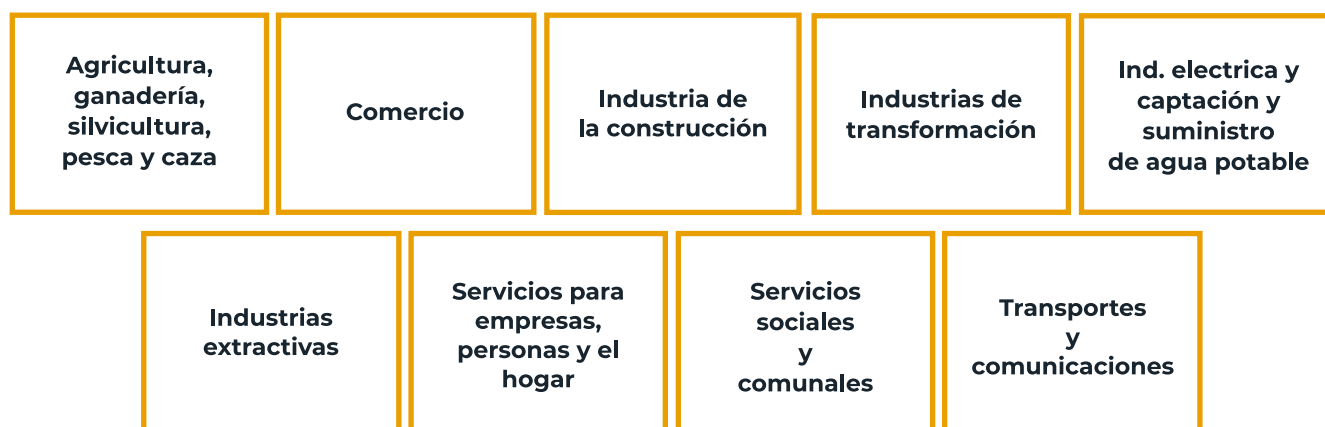 Agricultura,
ganadería,
silvicultura,
pesca y caza
Comercio
Industria de
la construcción
Industrias de
transformación
Ind. electrica y
captación y
suministro
de agua potable
Industrias
extractivas
Servicios para
empresas,
personas y el
hogar
Servicios
sociales
y
comunales
Transportes
y
comunicaciones